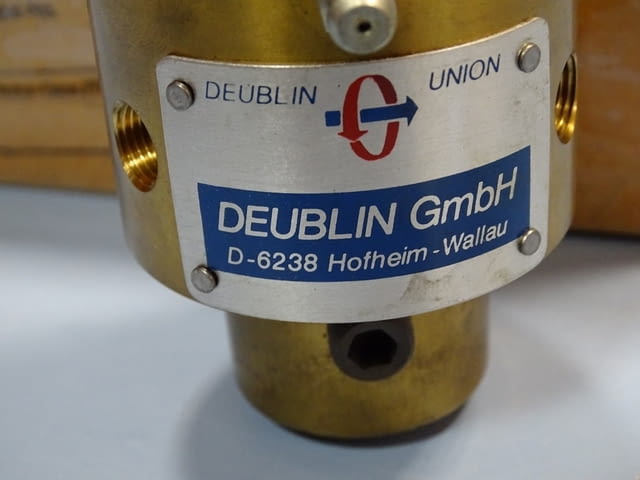 DEUBLIN UNION
DEUBLIN GmbH
D-6238 Hofheim-Wallau